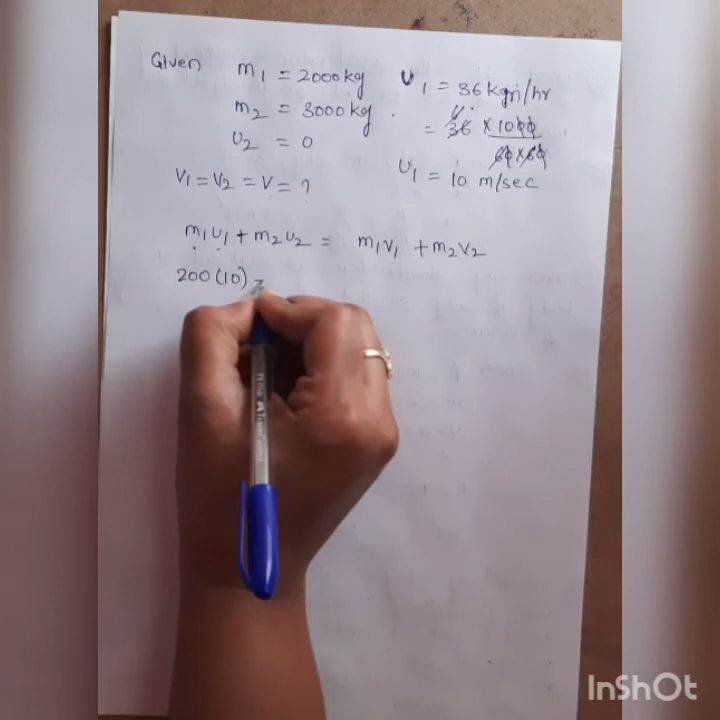 Given m1 = 2000 kg U1 = 36 km/hr
m2 = 3000 kg . = 36 × 1000
U2 = 0 60 × 60
V1 = V2 = V = ? U1 = 10 m/sec
m1U1 + m2U2 = m1V1 + m2V2
200 (10)
InShOt